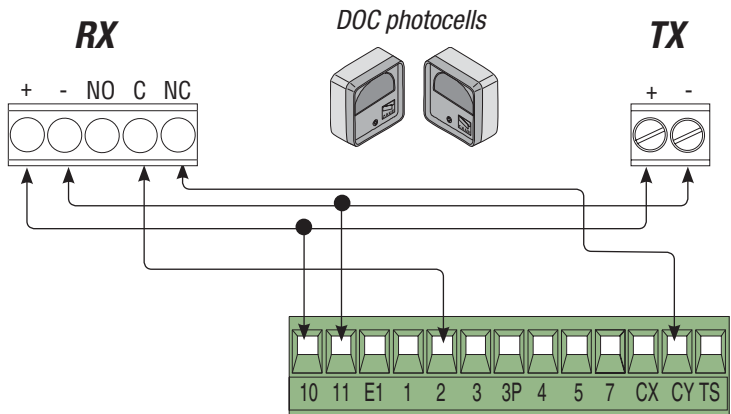 DOC photocells
RX
TX
+ - NO C NC
+ -
10 11 E1 1 2 3 3P 4 5 7 CX CY TS